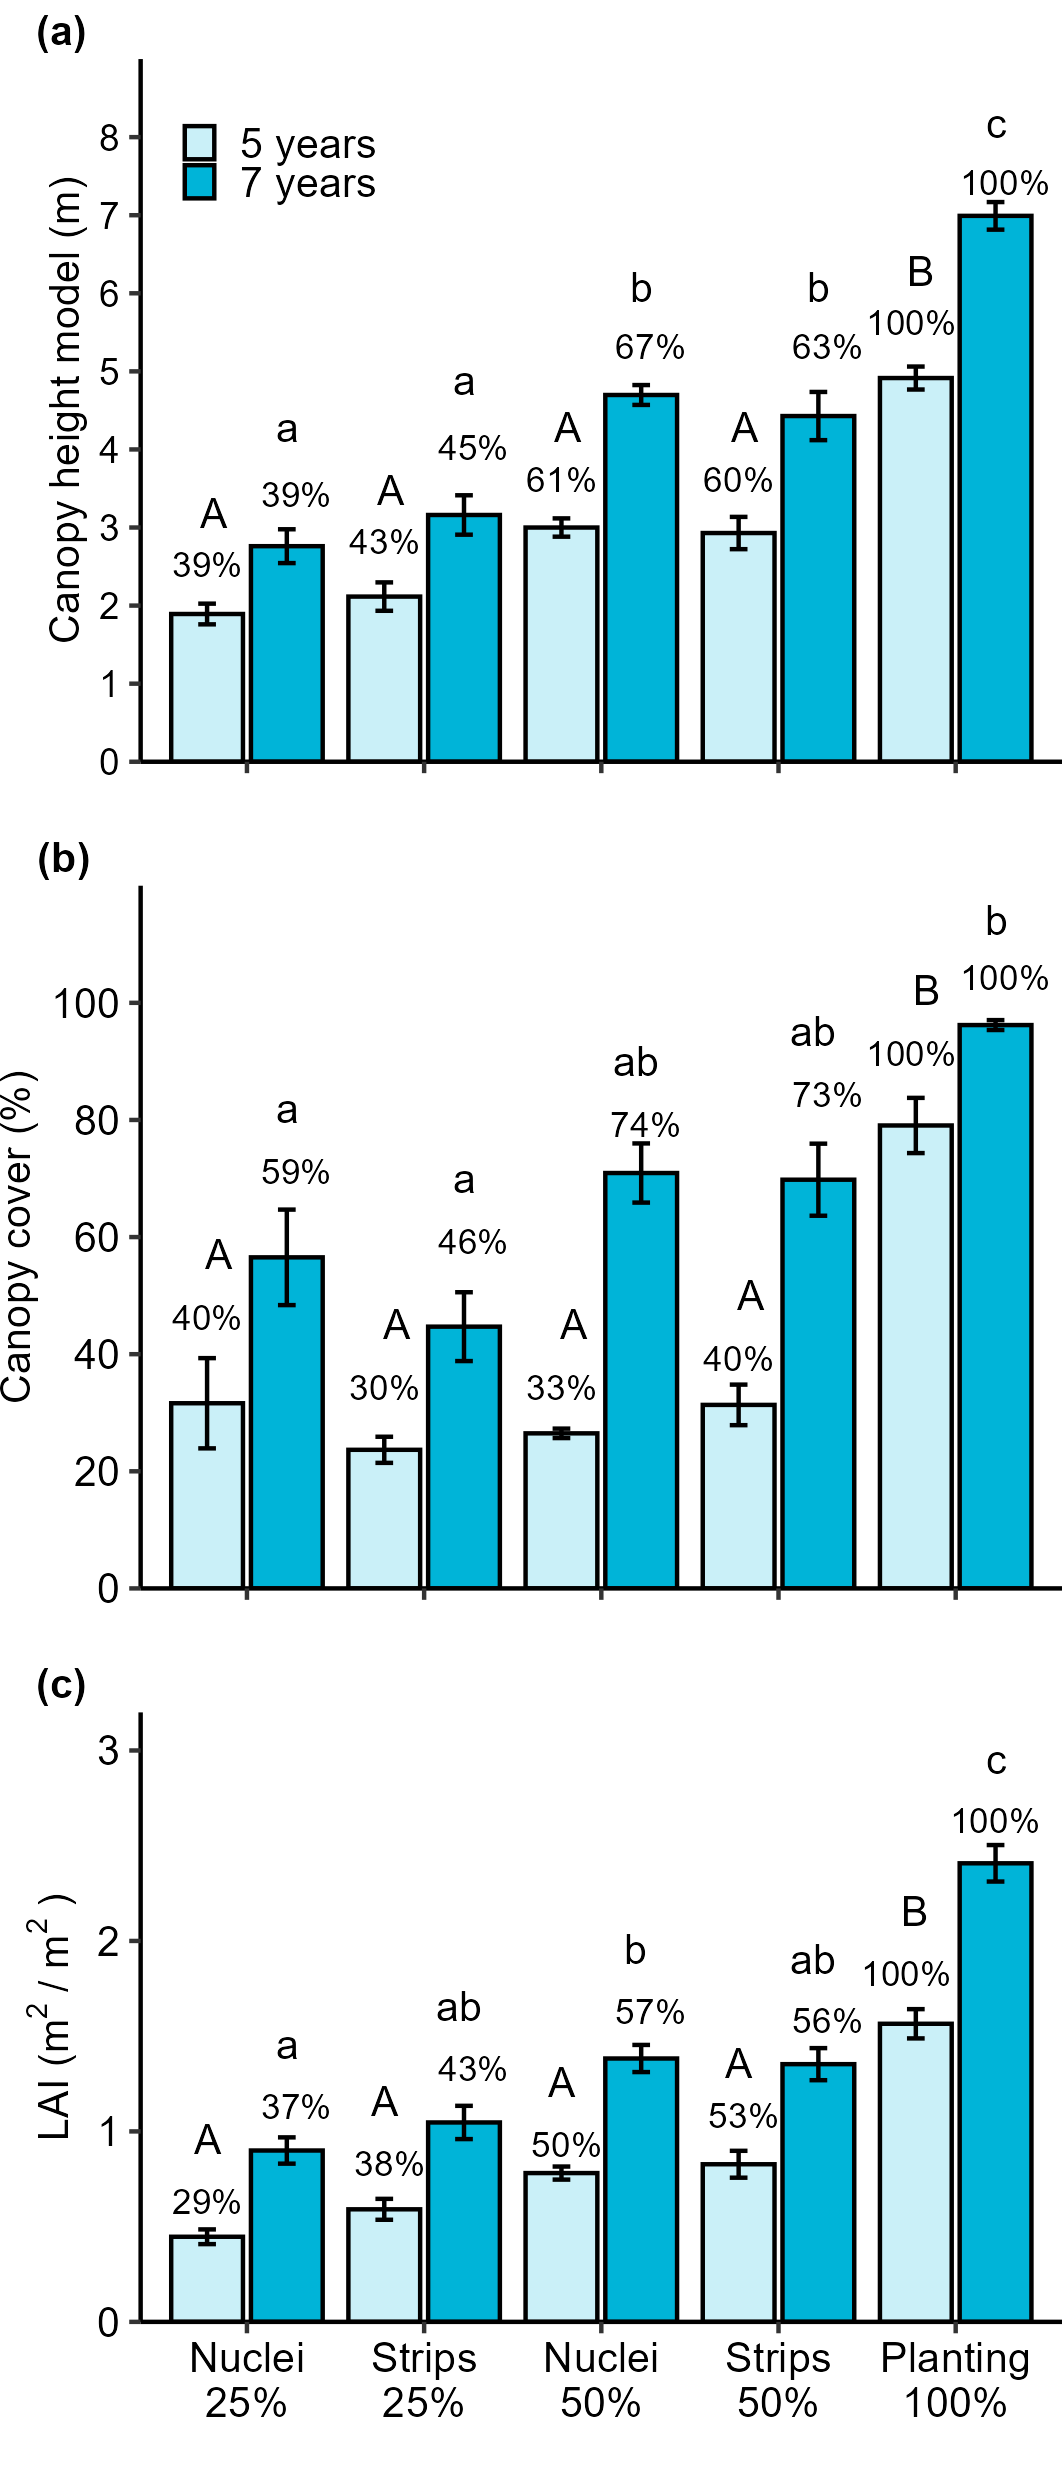 (a)
Canopy height model (m)
8
7
6
5
4
3
2
1
0
5 years
7 years
A
39%
a
39%
A
43%
a
45%
A
61%
b
67%
A
60%
b
63%
B
100%
c
100%
(b)
Canopy cover (%)
100
80
60
40
20
0
A
40%
a
59%
A
30%
a
46%
A
33%
ab
74%
A
40%
ab
73%
B
100%
b
100%
(c)
LAI (m² / m² )
3
2
1
0
A
29%
a
37%
A
38%
ab
43%
A
50%
b
57%
A
53%
ab
56%
B
100%
c
100%
Nuclei
25%
Strips
25%
Nuclei
50%
Strips
50%
Planting
100%